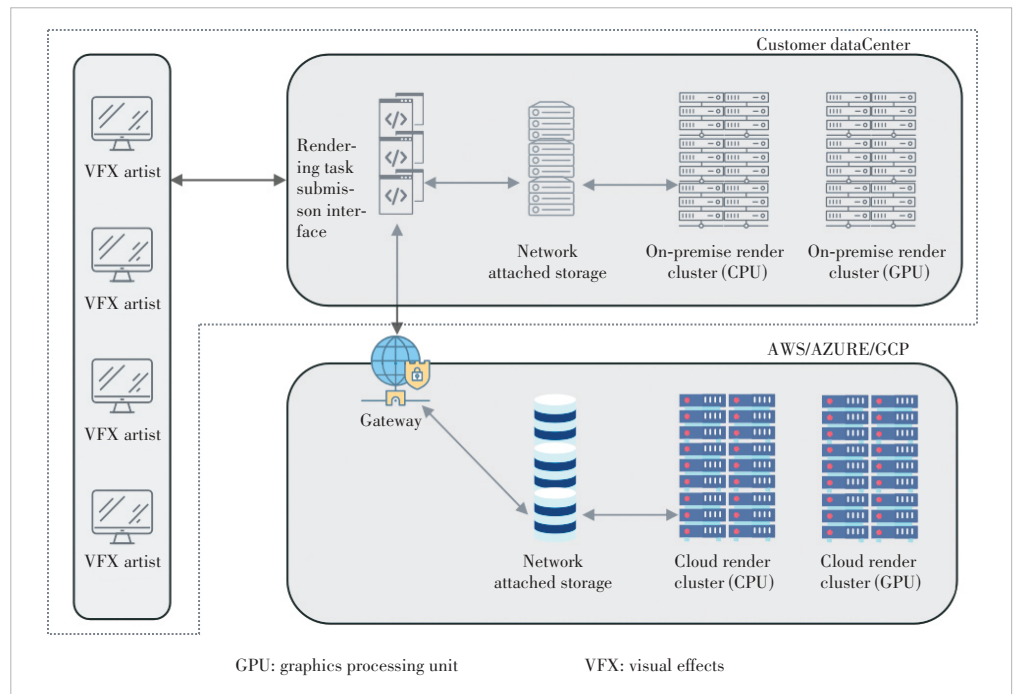 Customer dataCenter
VFX artist
VFX artist
VFX artist
VFX artist
Render-
ing task
submis-
son inter-
face
</>
</>
</>
Network
attached storage
On-premise render
cluster (CPU)
On-premise render
cluster (GPU)
AWS/AZURE/GCP
Gateway
Network
attached storage
Cloud render
cluster (CPU)
Cloud render
cluster (GPU)
GPU: graphics processing unit
VFX: visual effects